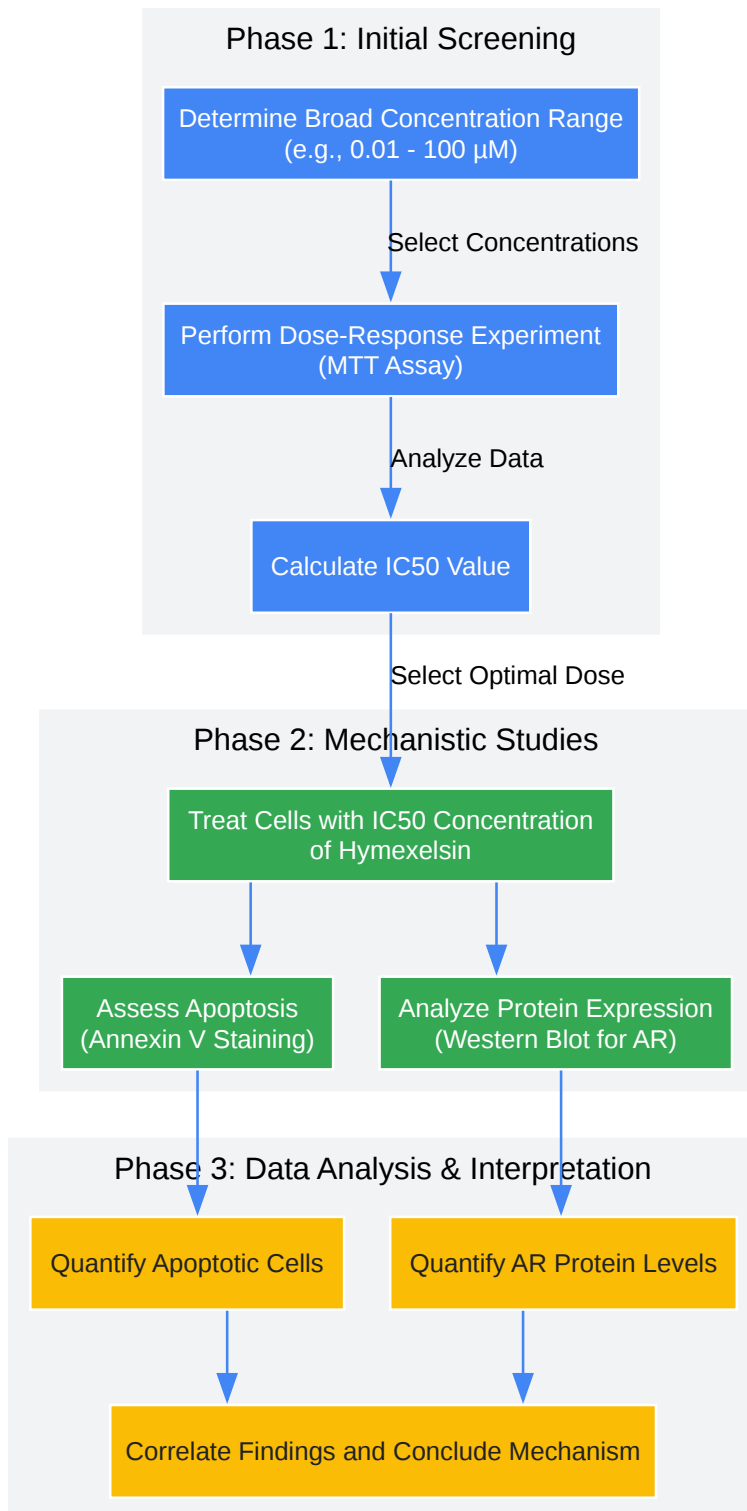 Phase 1: Initial Screening
Determine Broad Concentration Range
(e.g., 0.01 - 100 µM)
Select Concentrations
Perform Dose-Response Experiment
(MTT Assay)
Analyze Data
Calculate IC50 Value
Select Optimal Dose
Phase 2: Mechanistic Studies
Treat Cells with IC50 Concentration
of Hymexelsin
Assess Apoptosis
(Annexin V Staining)
Analyze Protein Expression
(Western Blot for AR)
Phase 3: Data Analysis & Interpretation
Quantify Apoptotic Cells
Quantify AR Protein Levels
Correlate Findings and Conclude Mechanism